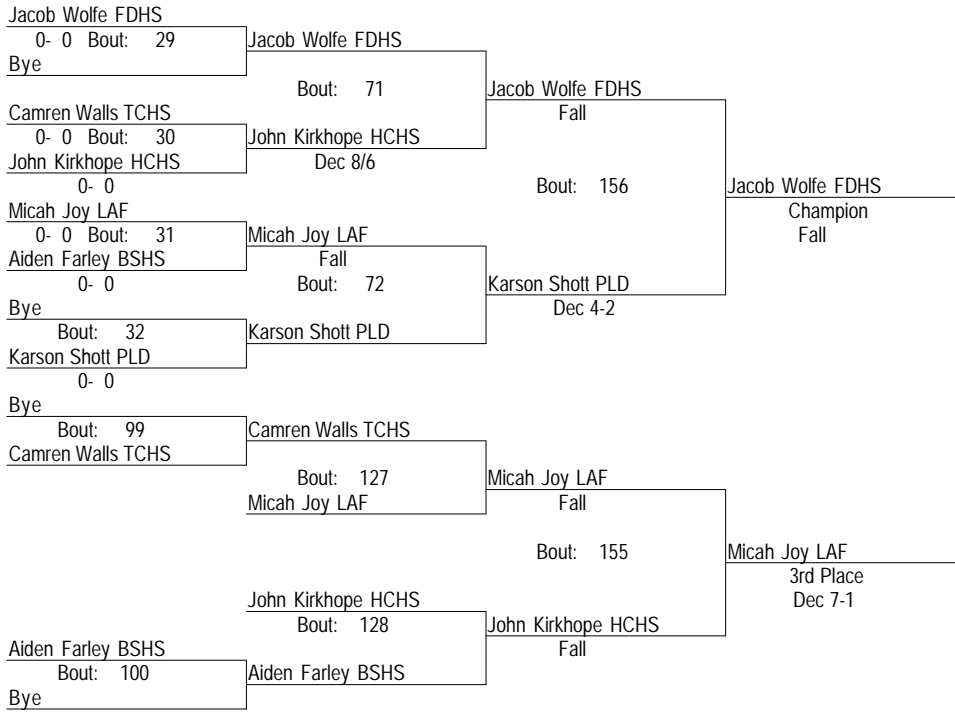 Jacob Wolfe FDHS
0- 0 Bout: 29
Bye
Jacob Wolfe FDHS
Bout: 71
Camren Walls TCHS
0- 0 Bout: 30
John Kirkhope HCHS
0- 0
John Kirkhope HCHS
Dec 8/6
Jacob Wolfe FDHS
Fall
Bout: 156
Micah Joy LAF
0- 0 Bout: 31
Aiden Farley BSHS
0- 0
Micah Joy LAF
Fall
Bout: 72
Bye
Bout: 32
Karson Shott PLD
0- 0
Karson Shott PLD
Karson Shott PLD
Dec 4-2
Jacob Wolfe FDHS
Champion
Fall
Bye
Bout: 99
Camren Walls TCHS
Camren Walls TCHS
Bout: 127
Micah Joy LAF
Micah Joy LAF
Fall
Bout: 155
John Kirkhope HCHS
Bout: 128
Aiden Farley BSHS
Bout: 100
Bye
Aiden Farley BSHS
John Kirkhope HCHS
Fall
Micah Joy LAF
3rd Place
Dec 7-1